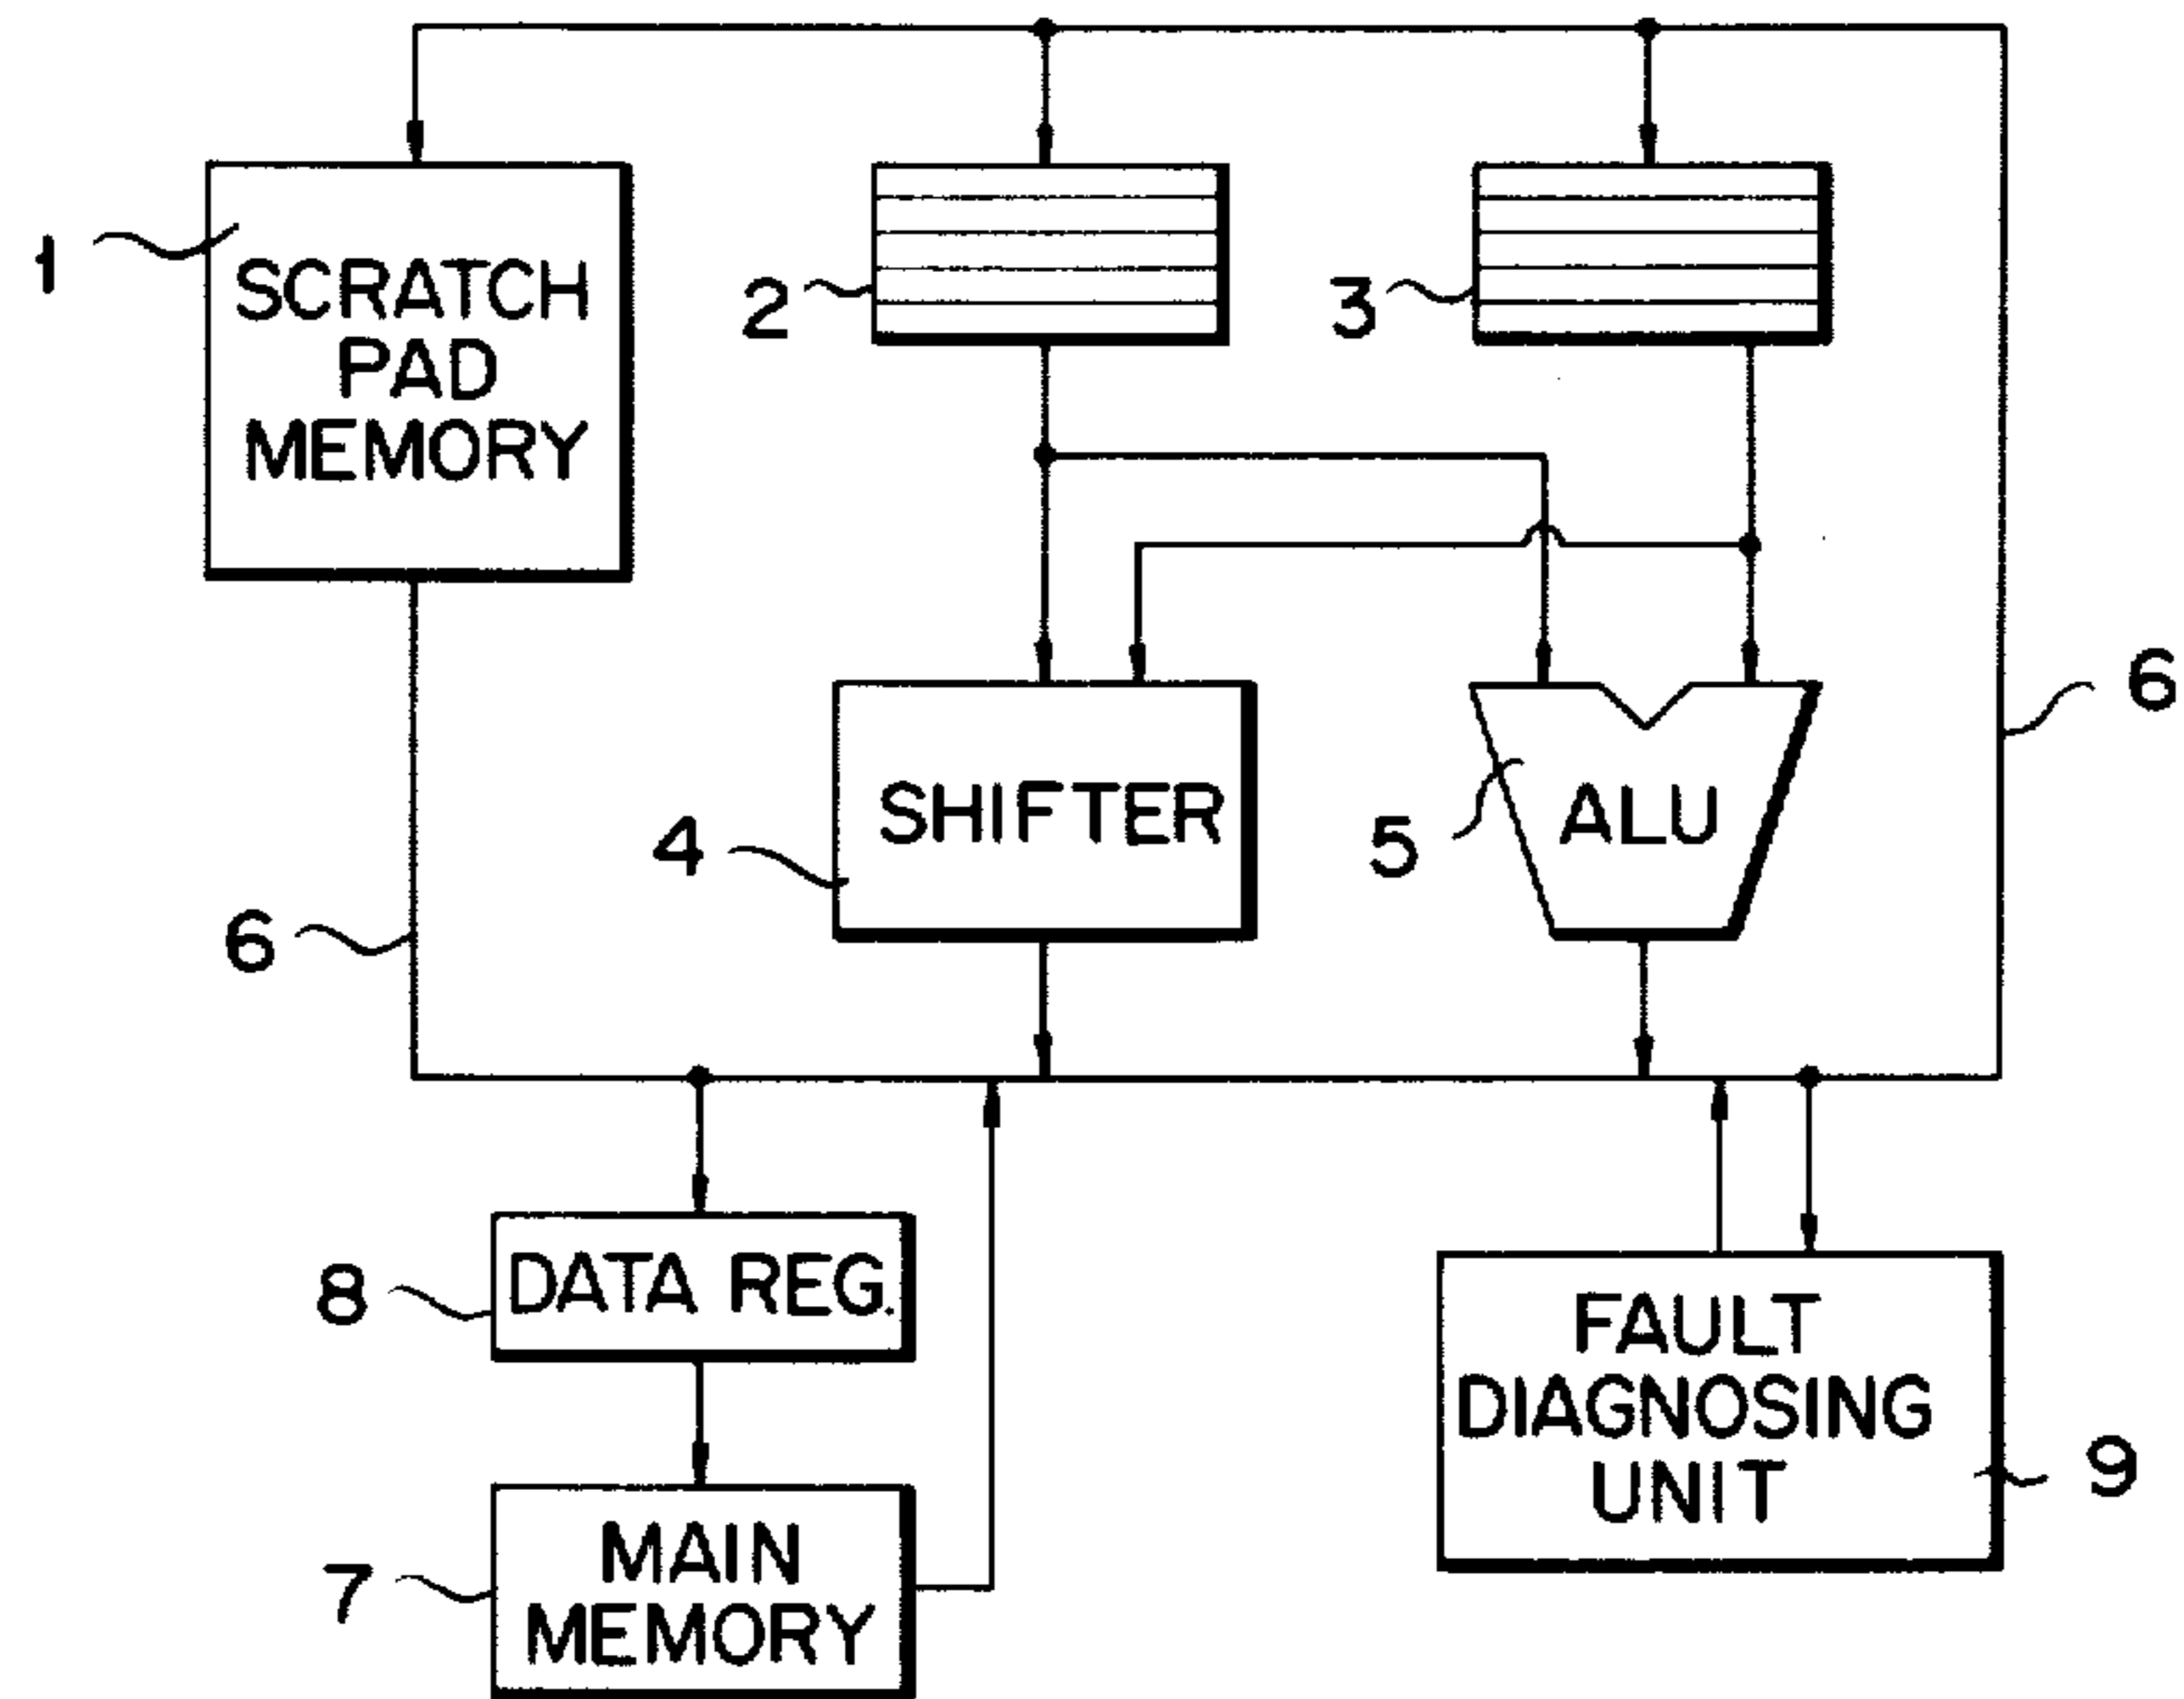 1
SCRATCH
PAD
MEMORY
2
3
6
4
SHIFTER
5
ALU
6
8
DATA REG.
FAULT
DIAGNOSING
UNIT
9
7
MAIN
MEMORY